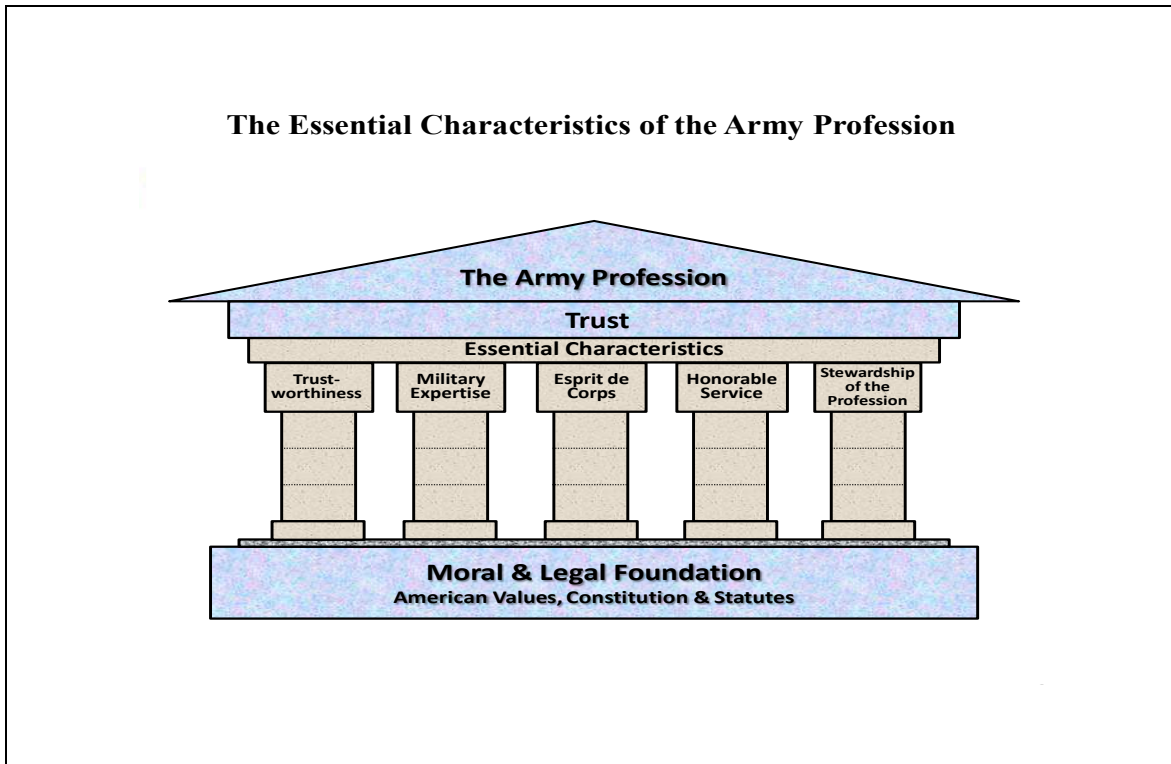 The Essential Characteristics of the Army Profession
The Army Profession
Trust
Essential Characteristics
Trust-
worthiness
Military
Expertise
Esprit de
Corps
Honorable
Service
Stewardship
of the
Profession
Moral & Legal Foundation
American Values, Constitution & Statutes